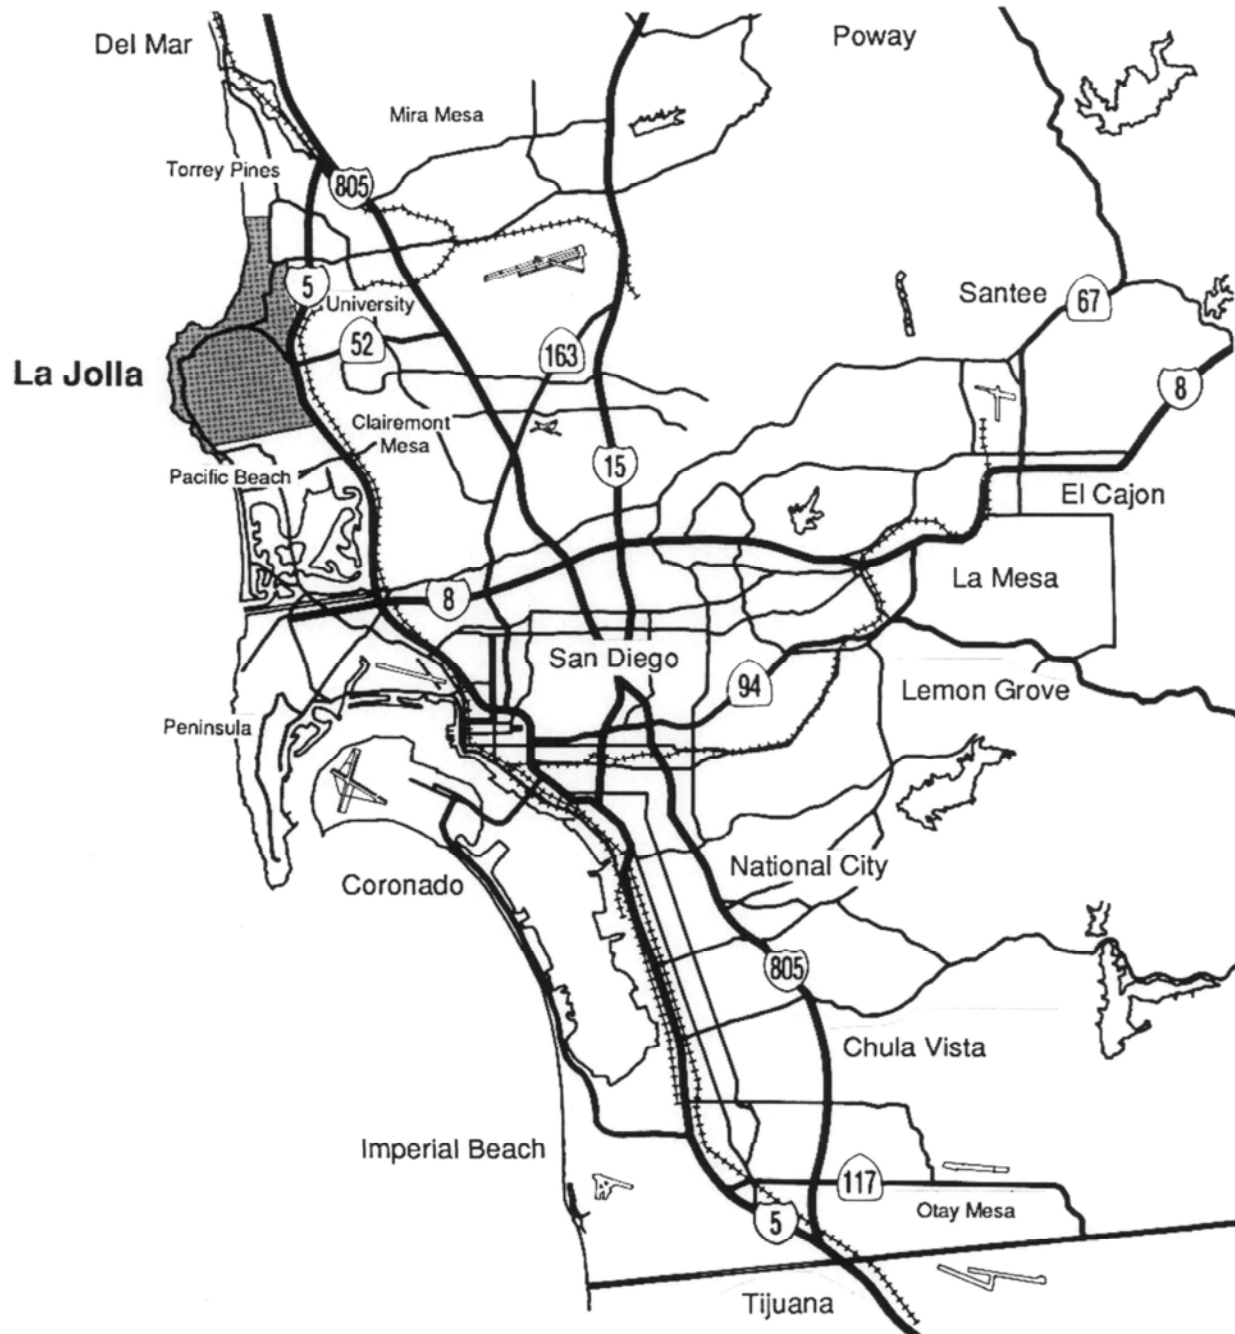 Del Mar
Poway
Mira Mesa
Torrey Pines
805
5
University
Santee
67
52
163
La Jolla
8
Clairemont
Mesa
15
Pacific Beach
El Cajon
La Mesa
8
San Diego
94
Lemon Grove
Peninsula
National City
Coronado
805
Chula Vista
Imperial Beach
117
Otay Mesa
5
Tijuana